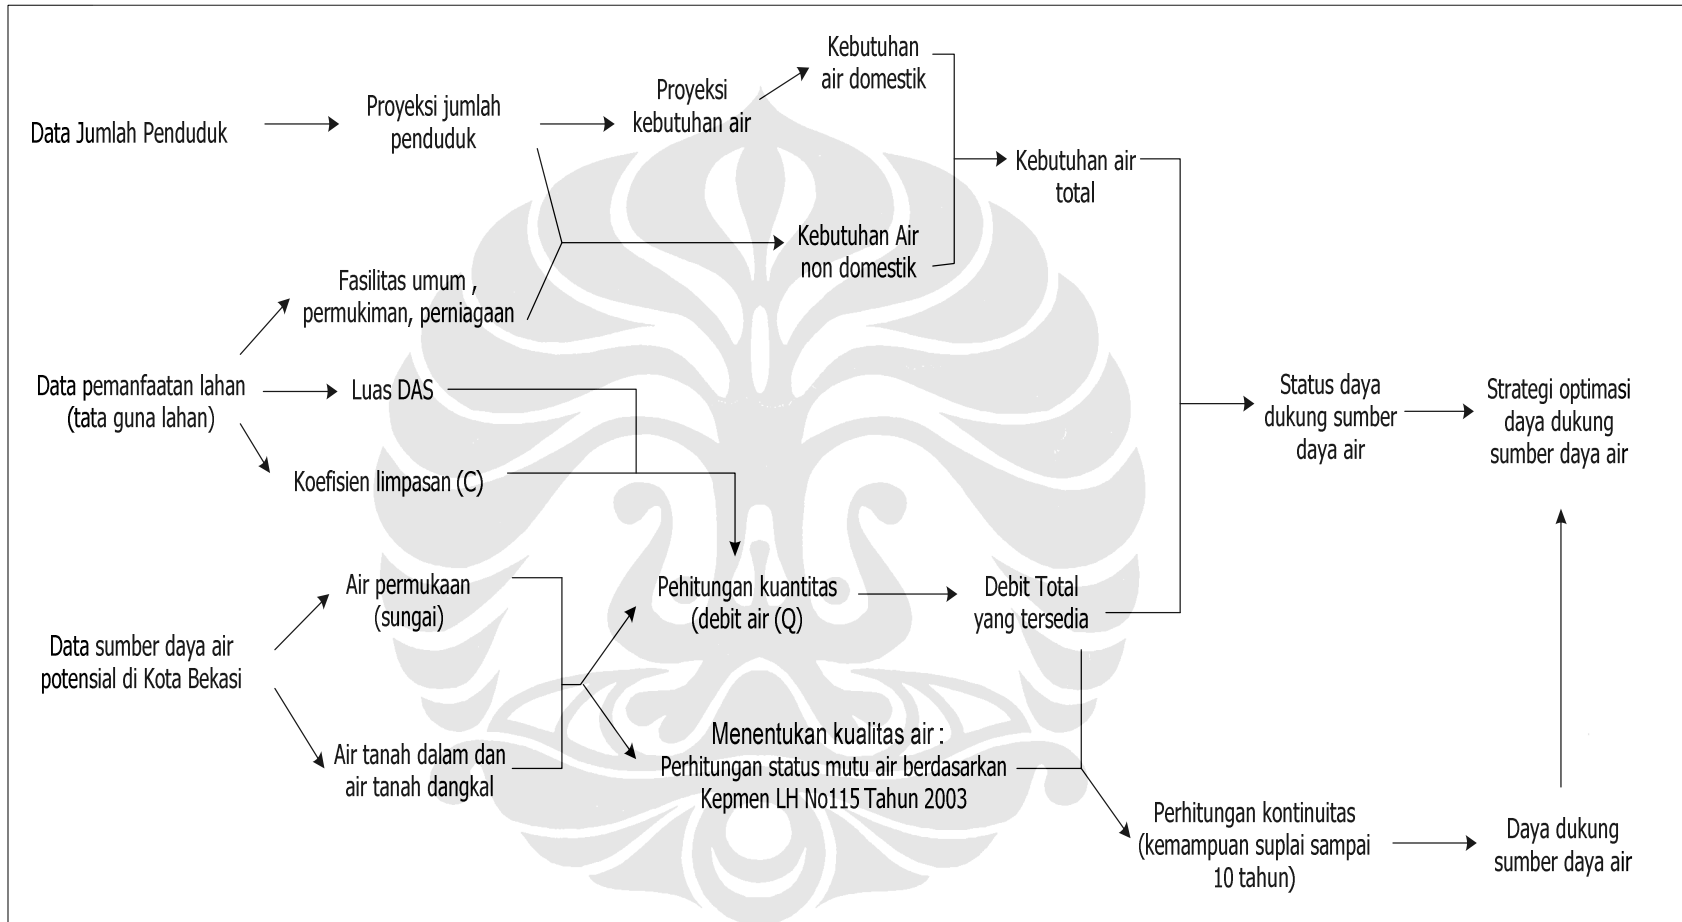 Data Jumlah Penduduk
Proyeksi jumlah
penduduk
Proyeksi
kebutuhan air
Kebutuhan
air domestik
Kebutuhan Air
non domestik
Kebutuhan air
total
Data pemanfaatan lahan
(tata guna lahan)
Fasilitas umum ,
permukiman, perniagaan
Luas DAS
Koefisien limpasan (C)
Data sumber daya air
potensial di Kota Bekasi
Air permukaan
(sungai)
Air tanah dalam dan
air tanah dangkal
Pehitungan kuantitas
(debit air (Q)
Debit Total
yang tersedia
Menentukan kualitas air :
Perhitungan status mutu air berdasarkan
Kepmen LH No115 Tahun 2003
Perhitungan kontinuitas
(kemampuan suplai sampai
10 tahun)
Daya dukung
sumber daya air
Status daya
dukung sumber
daya air
Strategi optimasi
daya dukung
sumber daya air